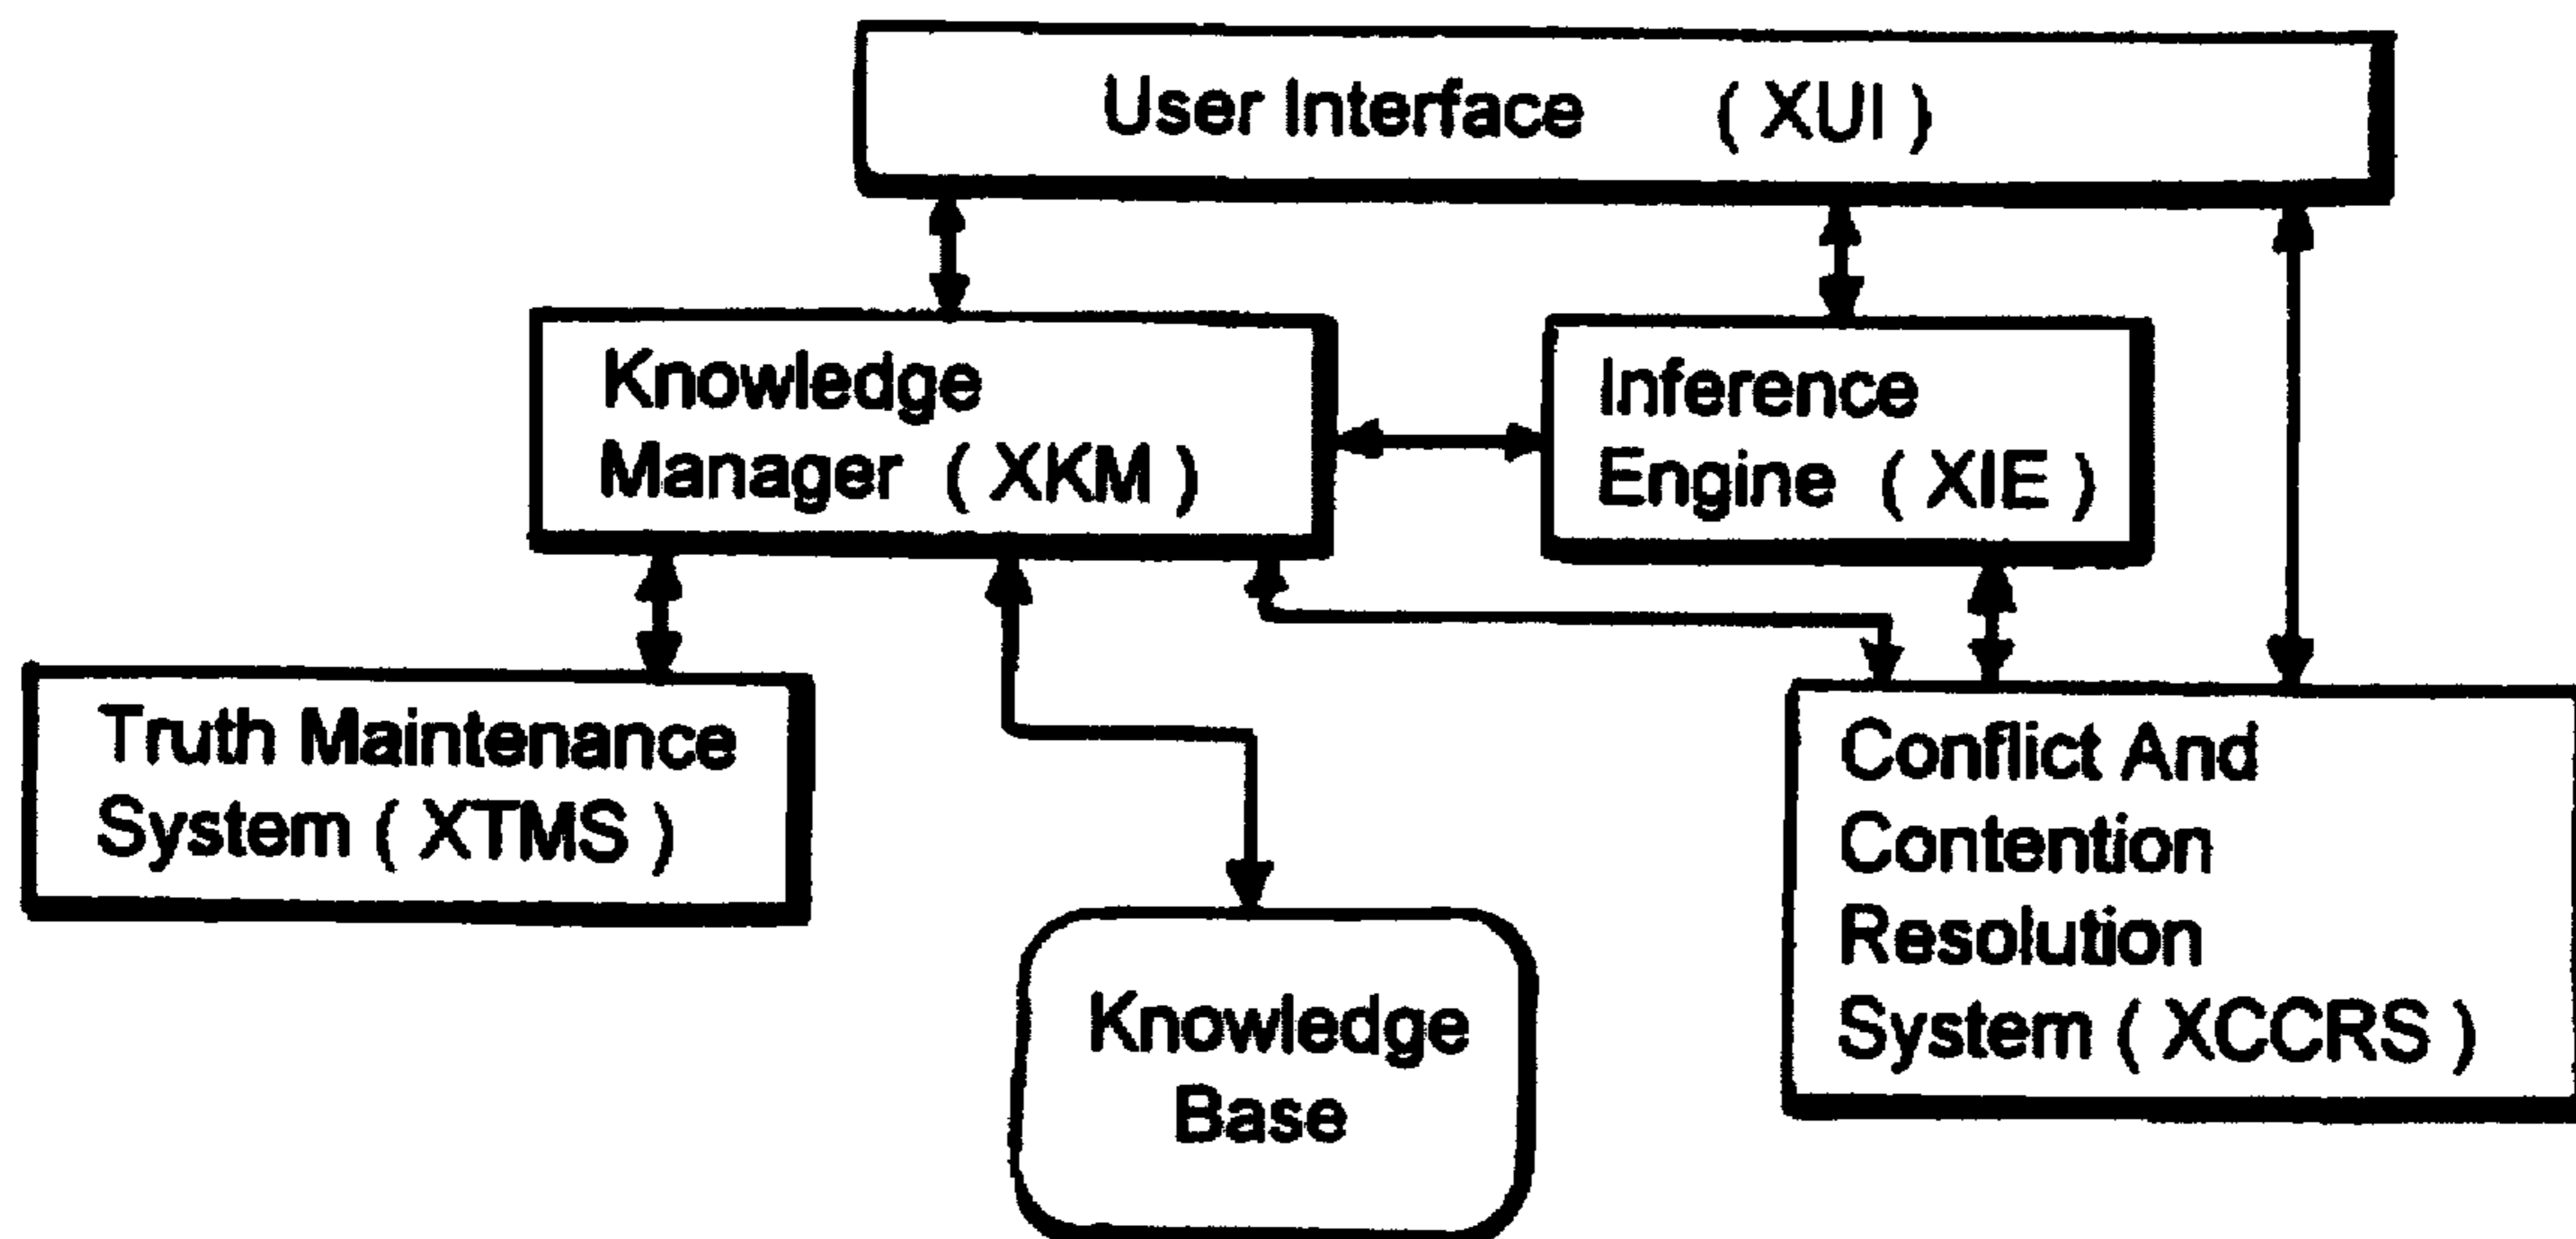 User Interface ( XUI )
Knowledge
Manager ( XKM )
Inference
Engine ( XIE )
Truth Maintenance
System ( XTMS )
Conflict And
Contention
Resolution
System ( XCCRS )
Knowledge
Base